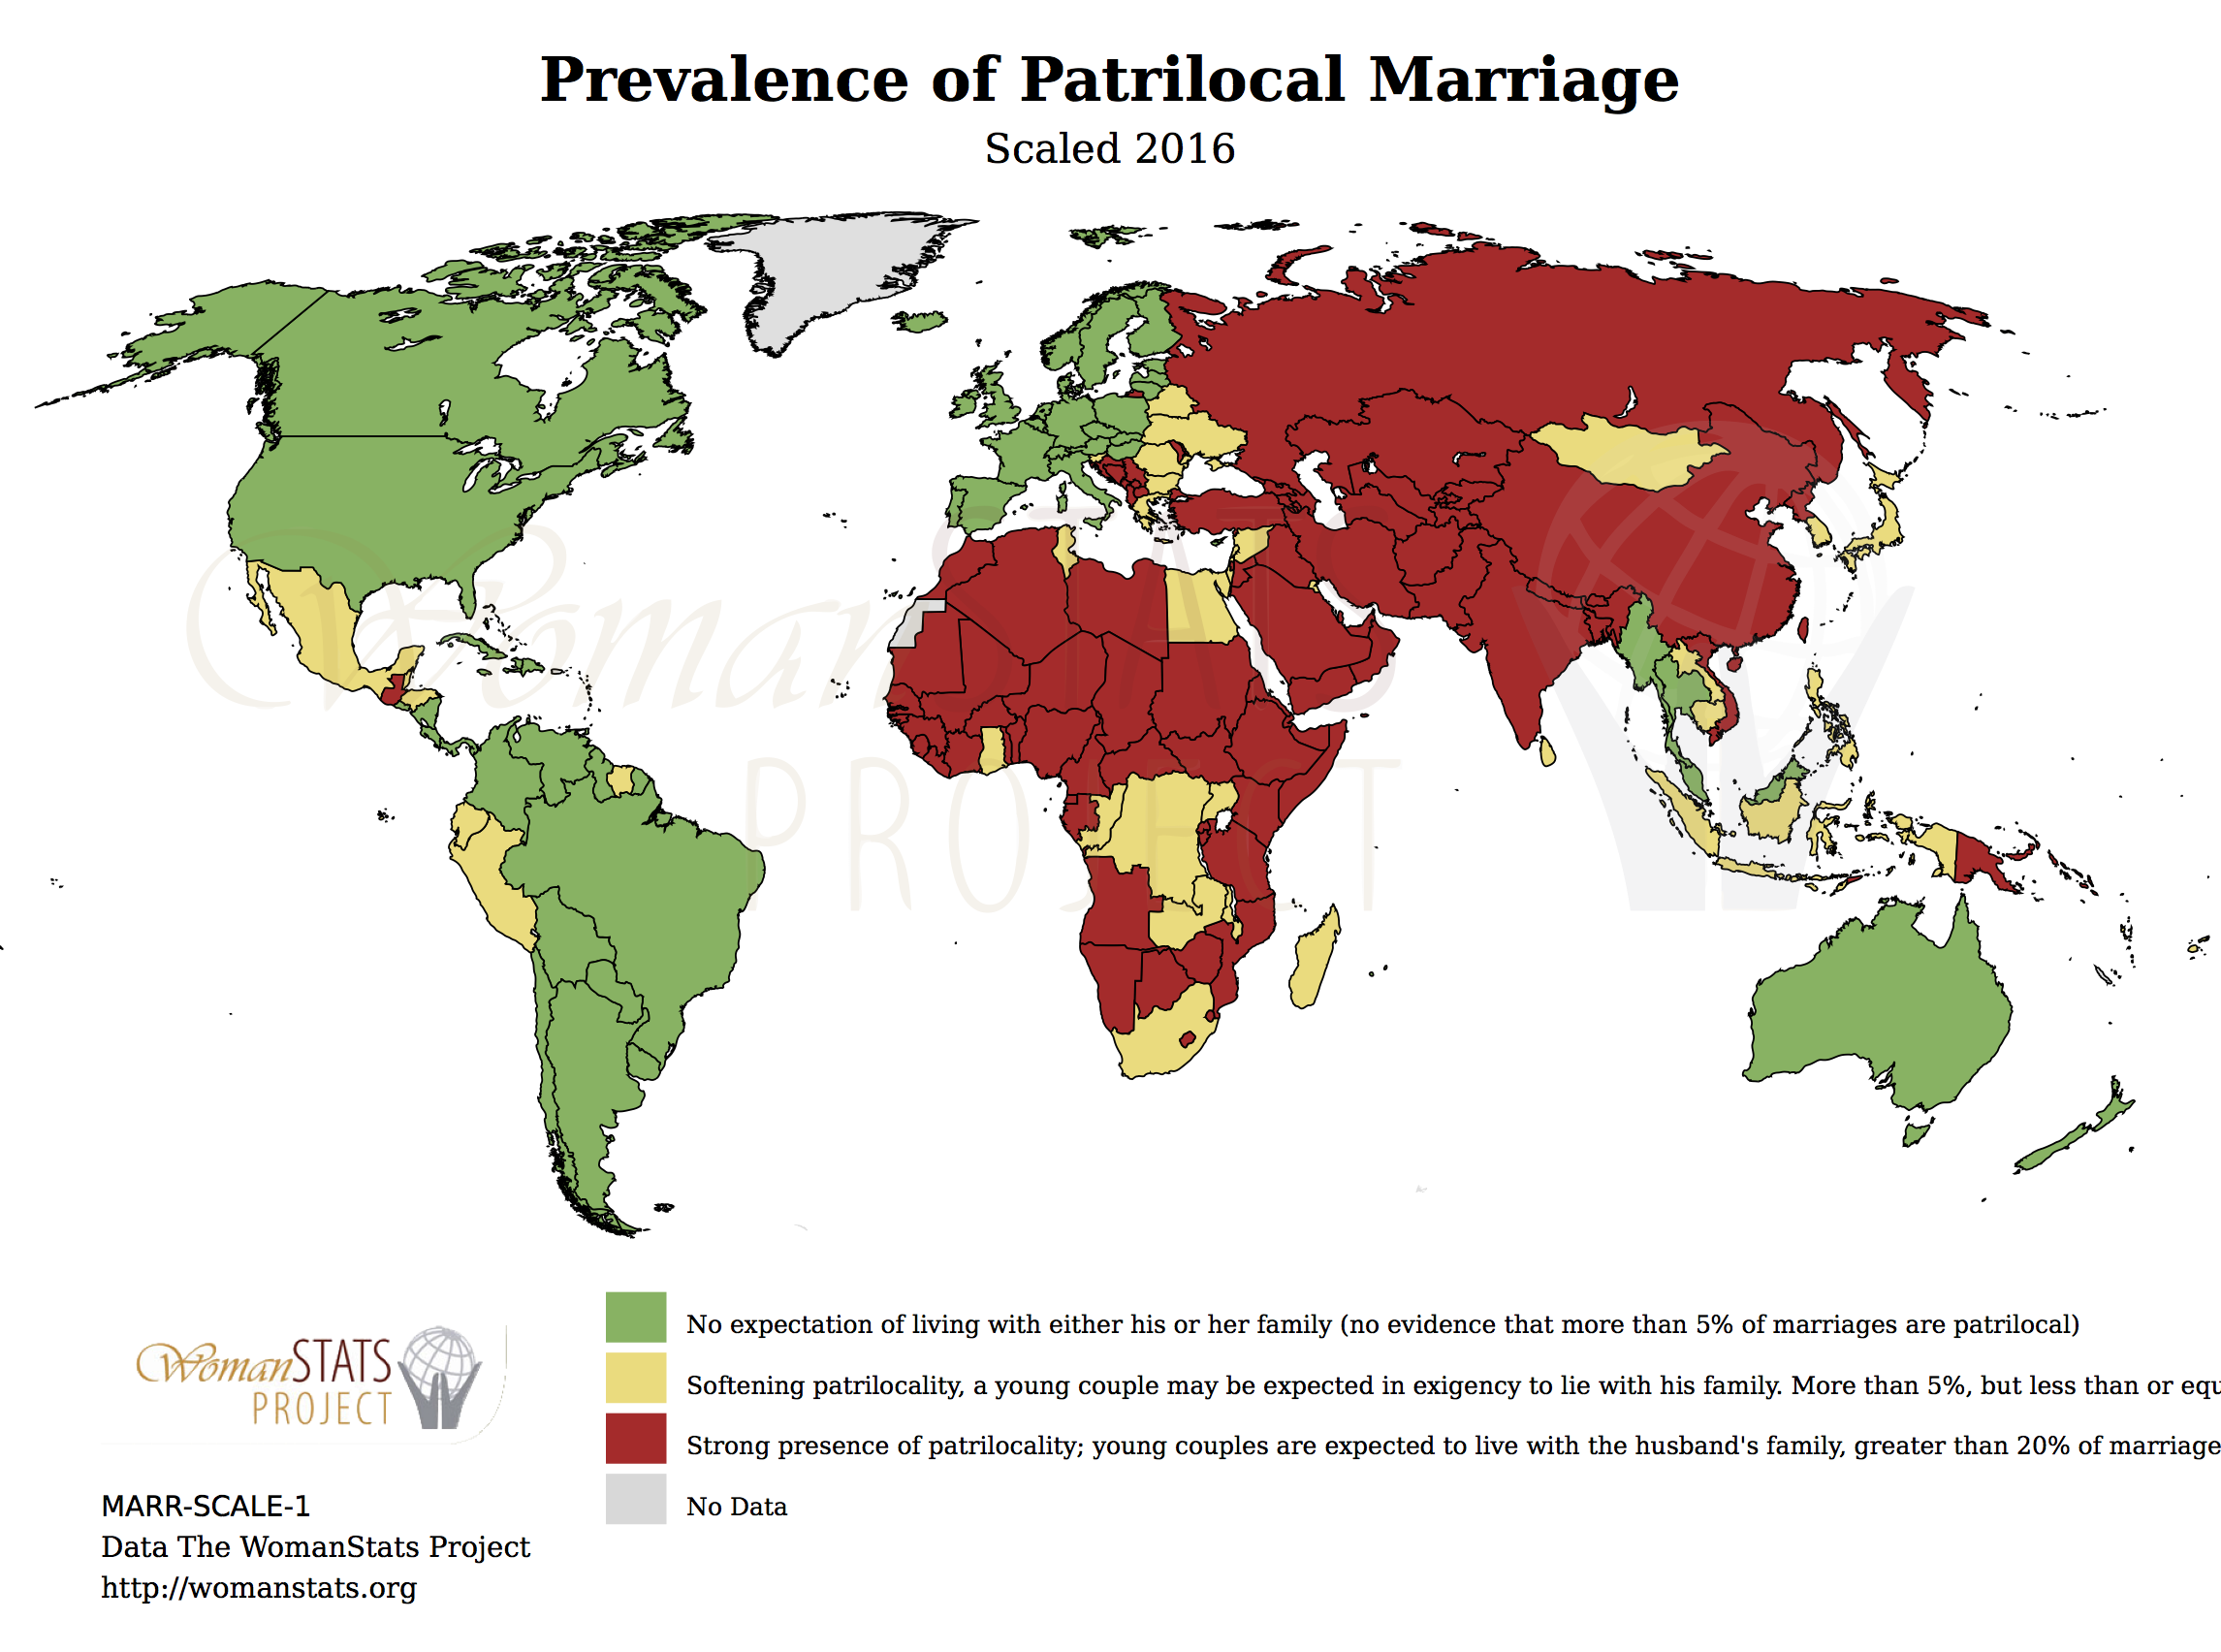 Prevalence of Patrilocal Marriage
Scaled 2016
WomanSTATS
PROJECT
No expectation of living with either his or her family (no evidence that more than 5% of marriages are patrilocal)
Softening patrilocality, a young couple may be expected in exigency to lie with his family. More than 5%, but less than or equ
Strong presence of patrilocality; young couples are expected to live with the husband's family, greater than 20% of marriage
No Data
WomanSTATS
PROJECT
MARR-SCALE-1
Data The WomanStats Project
http://womanstats.org